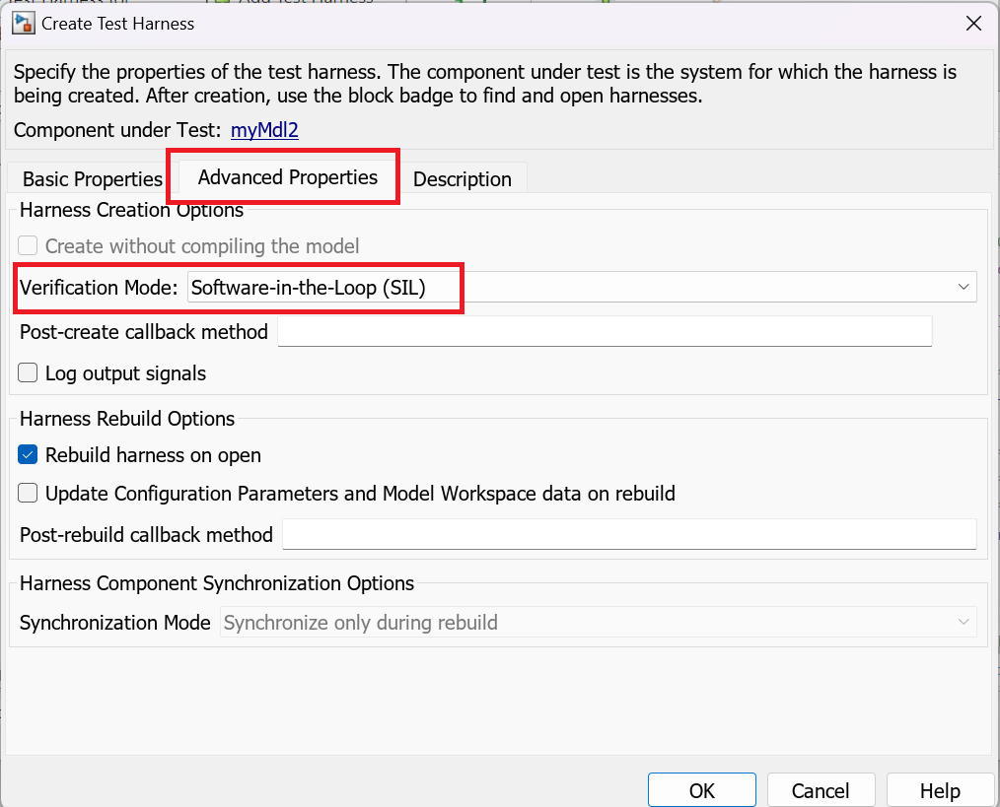 Create Test Harness
Specify the properties of the test harness. The component under test is the system for which the harness is
being created. After creation, use the block badge to find and open harnesses.
Component under Test: myMdl2
Basic Properties Advanced Properties Description
Harness Creation Options
Create without compiling the model
Verification Mode: Software-in-the-Loop (SIL)
Post-create callback method
Log output signals
Harness Rebuild Options
Rebuild harness on open
Update Configuration Parameters and Model Workspace data on rebuild
Post-rebuild callback method
Harness Component Synchronization Options
Synchronization Mode Synchronize only during rebuild
OK Cancel Help